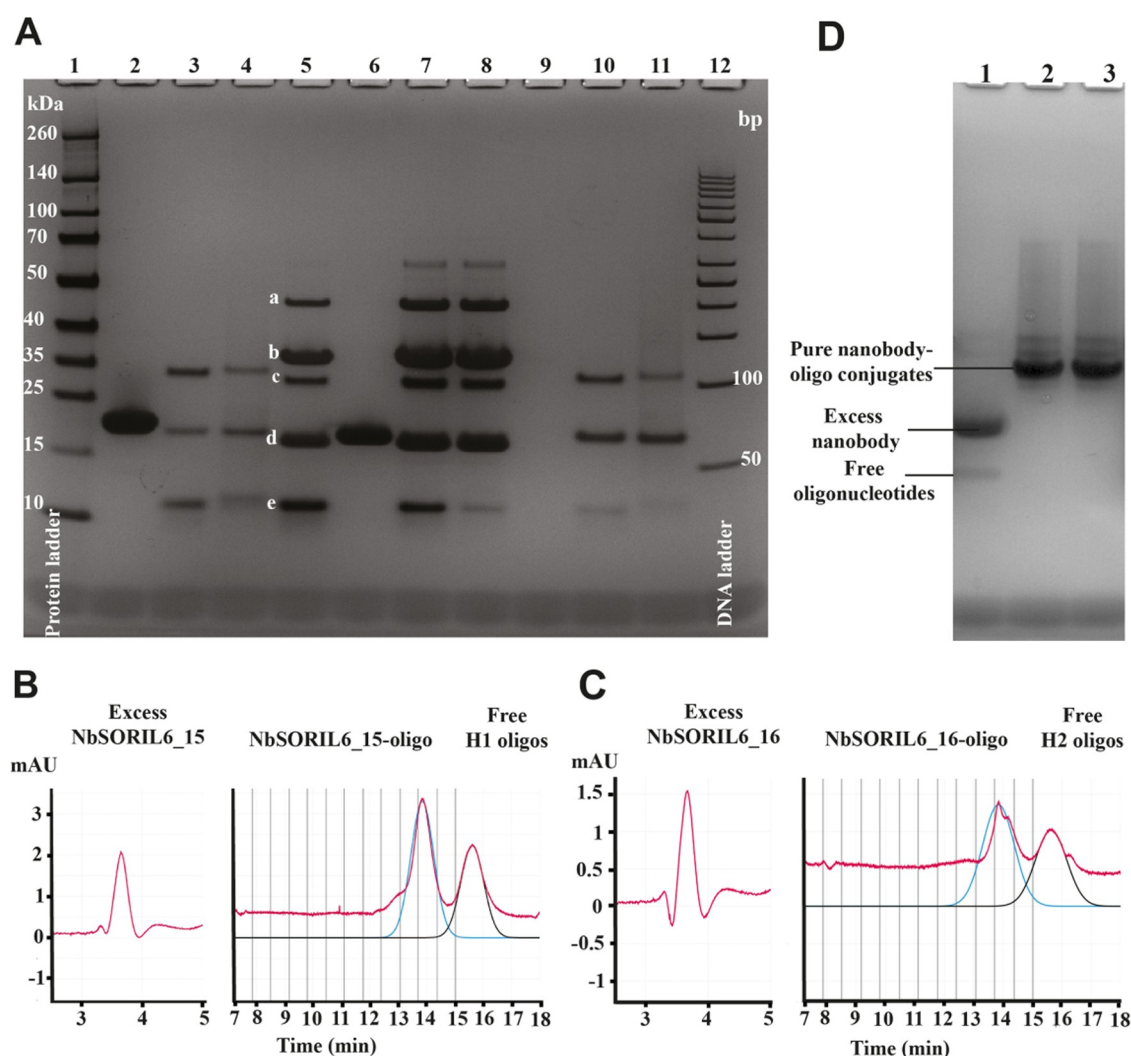 A
1 2 3 4 5 6 7 8 9 10 11 12
kDa
bp
260
140
100
70
50
40
35
25
15
10
a
b
c
d
e
100
50
Protein ladder
DNA ladder
D
1 2 3
Pure nanobody-
oligo conjugates
Excess
nanobody
Free
oligonucleotides
B
Excess
NbSORIL6_15
NbSORIL6_15-oligo
Free
H1 oligos
mAU
3
2
1
0
-1
3 4 5
7 8 9 10 11 12 13 14 15 16 17 18
Time (min)
C
Excess
NbSORIL6_16
NbSORIL6_16-oligo
Free
H2 oligos
mAU
1.5
1
0.5
0
-0.5
-1
3 4 5
7 8 9 10 11 12 13 14 15 16 17 18
Time (min)